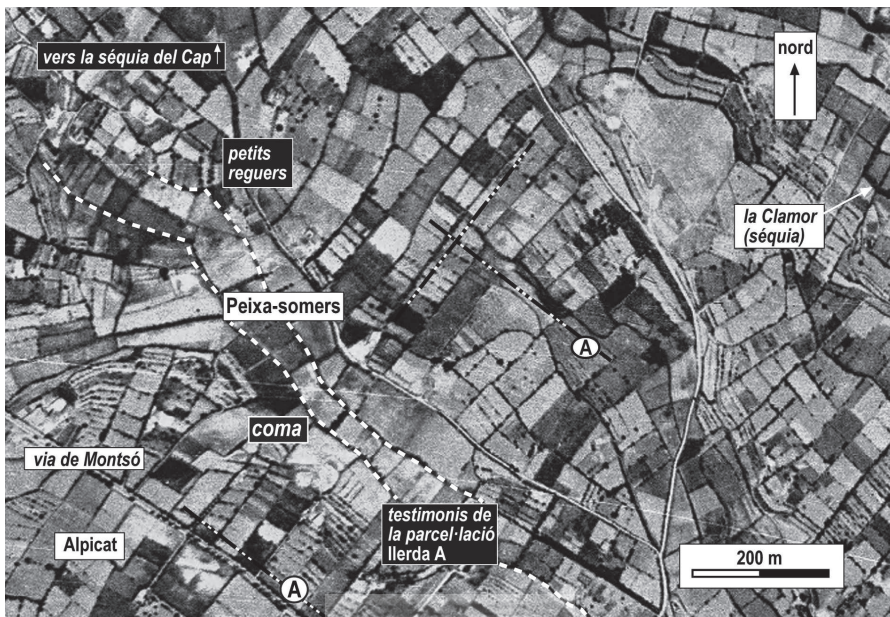 vers la séquia del Cap
nord
petits
reguers
la Clamor
(séquia)
Peixa-somers
A
coma
via de Montsó
testimonis de
la parcel·lació
llerda A
Alpicat
200 m
A